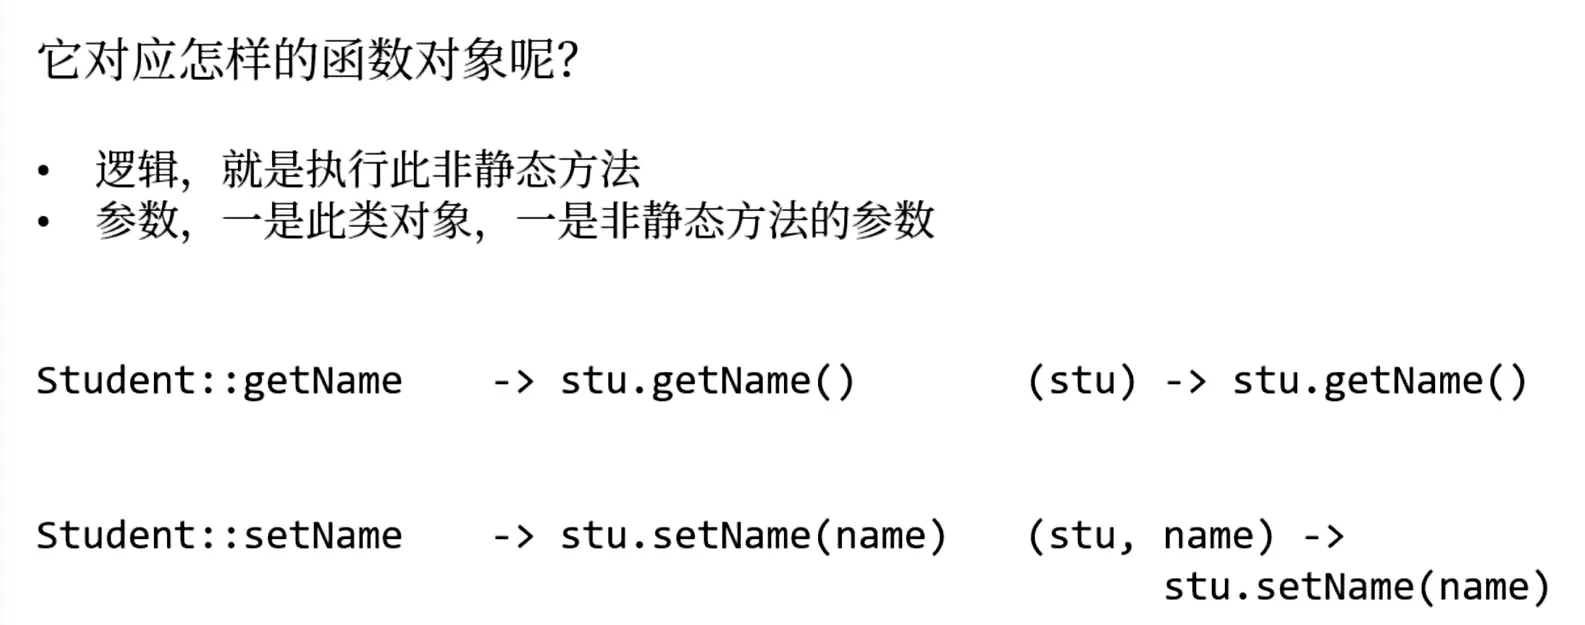 它对应怎样的函数对象呢?
• 逻辑，就是执行此非静态方法
• 参数，一是此类对象，一是非静态方法的参数
Student::getName -> stu.getName() (stu) -> stu.getName()
Student::setName -> stu.setName(name) (stu, name) ->
stu.setName(name)